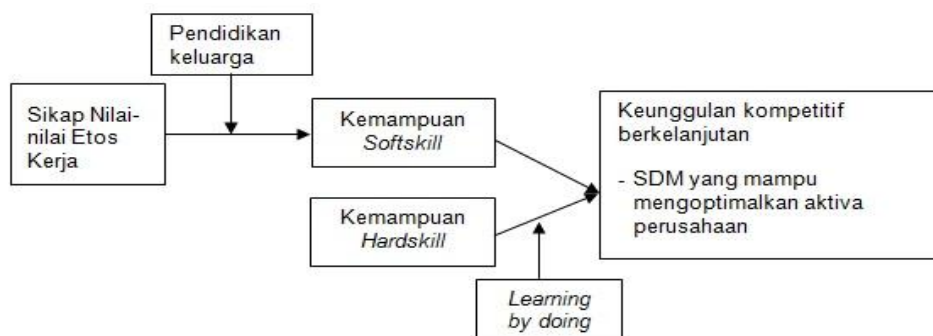 Pendidikan
keluarga
Sikap Nilai-
nilai Etos
Kerja
Kemampuan
Softskill
Kemampuan
Hardskill
Learning
by doing
Keunggulan kompetitif
berkelanjutan
- SDM yang mampu
mengoptimalkan aktiva
perusahaan